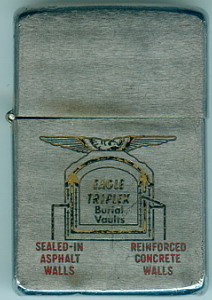 EAGLE
TRIPLEX
Burial
Vaults
SEALED-IN
ASPHALT
WALLS
REINFORCED
CONCRETE
WALLS